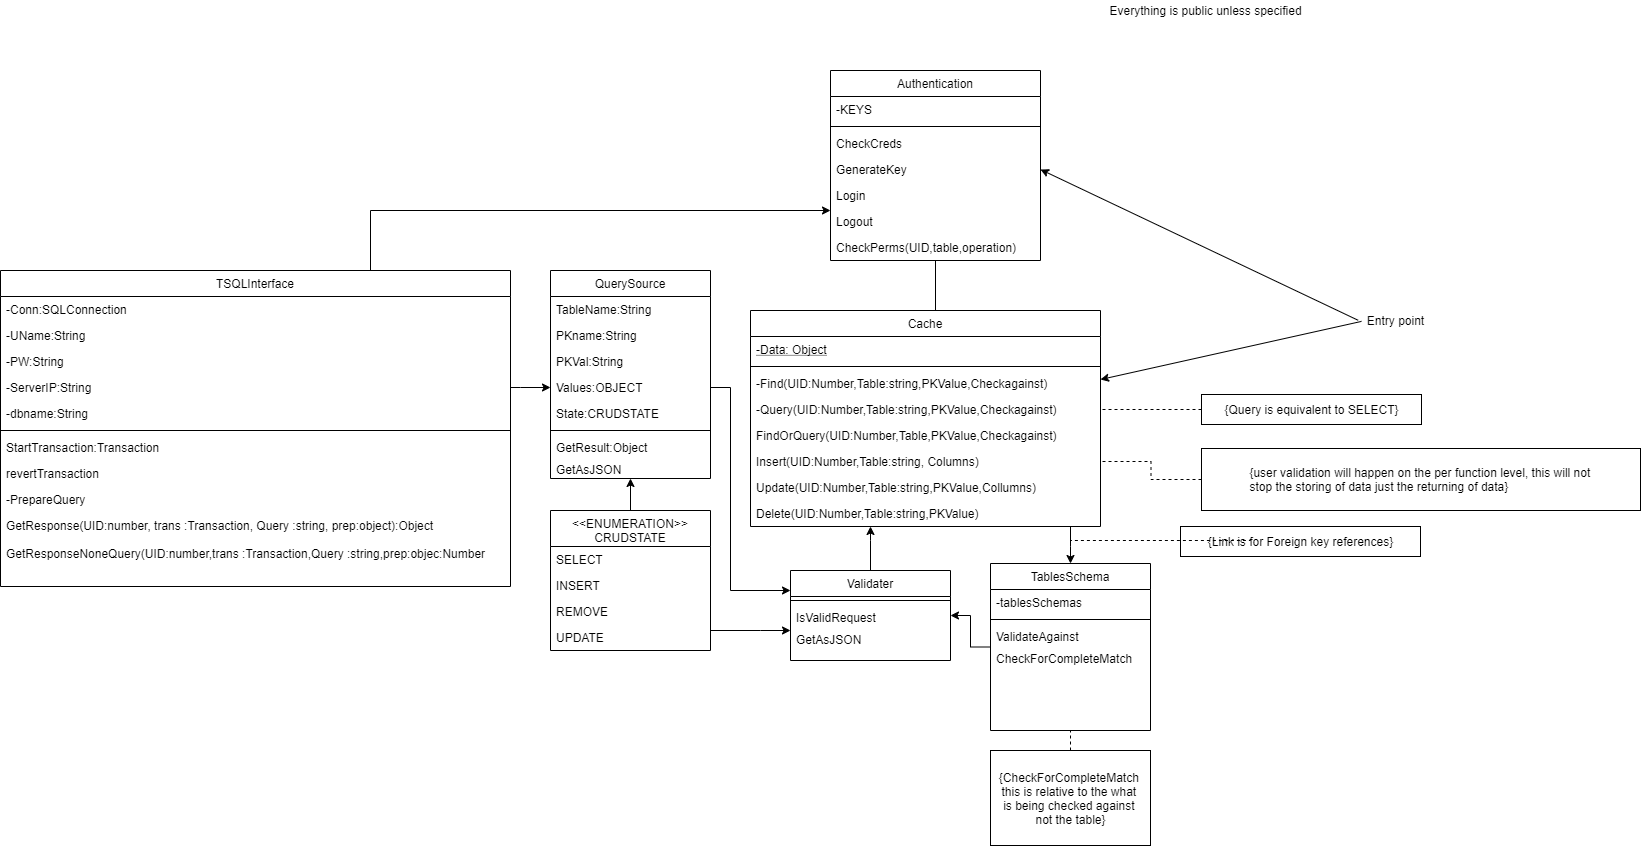 Everything is public unless specified
Authentication
-KEYS
CheckCreds
GenerateKey
Login
Logout
CheckPerms(UID,table,operation)
TSQLInterface
-Conn:SQLConnection
-UName:String
-PW:String
-ServerIP:String
-dbname:String
StartTransaction:Transaction
revertTransaction
-PrepareQuery
GetResponse(UID:number, trans :Transaction, Query :string, prep:object):Object
GetResponseNoneQuery(UID:number,trans :Transaction,Query :string,prep:objec:Number
QuerySource
TableName:String
PKname:String
PKVal:String
Values:OBJECT
State:CRUDSTATE
GetResult:Object
GetAsJSON
<<ENUMERATION>>
CRUDSTATE
SELECT
INSERT
REMOVE
UPDATE
Cache
-Data: Object
-Find(UID:Number,Table:string,PKValue,Checkagainst)
-Query(UID:Number,Table:string,PKValue,Checkagainst)
FindOrQuery(UID:Number,Table,PKValue,Checkagainst)
Insert(UID:Number,Table:string, Columns)
Update(UID:Number,Table:string,PKValue,Collumns)
Delete(UID:Number,Table:string,PKValue)
Entry point
{Query is equivalent to SELECT}
{user validation will happen on the per function level, this will not
stop the storing of data just the returning of data}
{Link is for Foreign key references}
Validater
IsValidRequest
GetAsJSON
TablesSchema
-tablesSchemas
ValidateAgainst
CheckForCompleteMatch
{CheckForCompleteMatch
this is relative to the what
is being checked against
not the table}